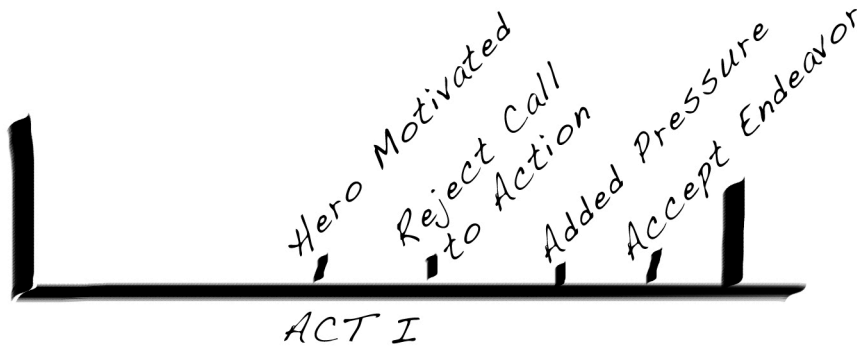 Hero Motivated
Reject Call
to Action
Added Pressure
Accept Endeavor
ACT I